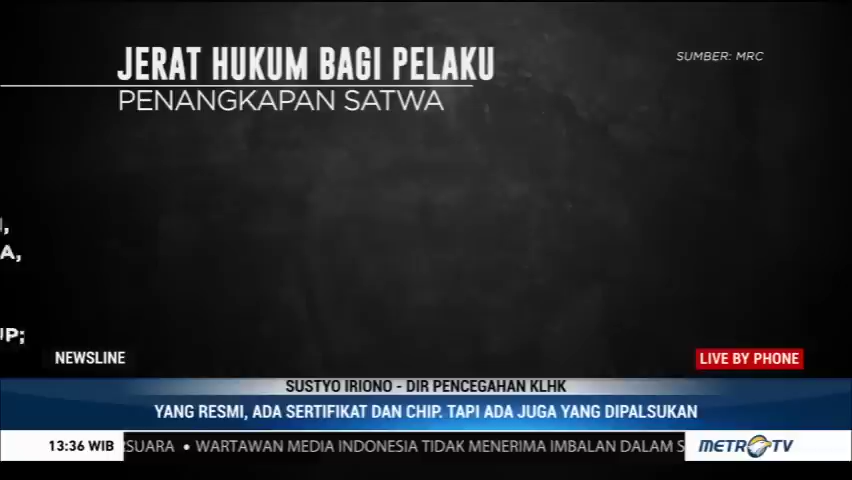 JERAT HUKUM BAGI PELAKU
SUMBER: MRC
PENANGKAPAN SATWA
A,
UP;
NEWSLINE
LIVE BY PHONE
SUSTYO IRIONO - DIR PENCEGAHAN KLHK
YANG RESMI, ADA SERTIFIKAT DAN CHIP. TAPI ADA JUGA YANG DIPALSUKAN
13:36 WIB RSUARA • WARTAWAN MEDIA INDONESIA TIDAK MENERIMA IMBALAN DALAM S METRO TV